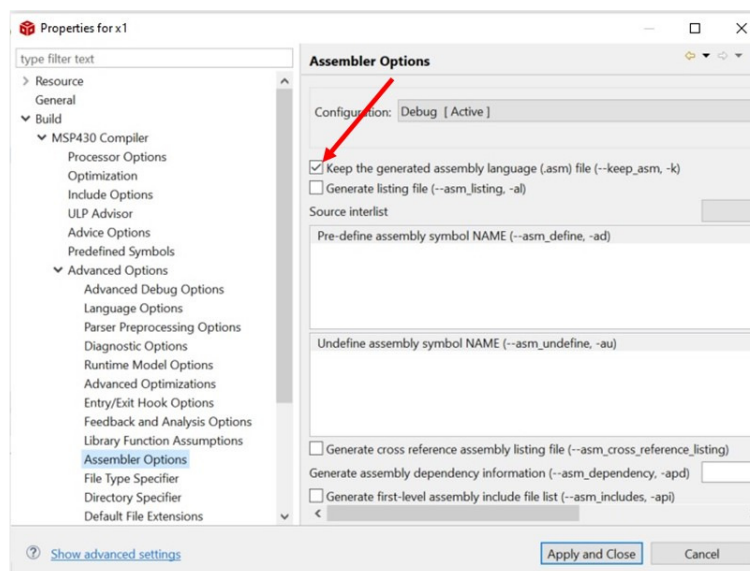 Properties for x1
type filter text
Resource
General
Build
MSP430 Compiler
Processor Options
Optimization
Include Options
ULP Advisor
Advice Options
Predefined Symbols
Advanced Options
Advanced Debug Options
Language Options
Parser Preprocessing Options
Diagnostic Options
Runtime Model Options
Advanced Optimizations
Entry/Exit Hook Options
Feedback and Analysis Options
Library Function Assumptions
Assembler Options
File Type Specifier
Directory Specifier
Default File Extensions
Assembler Options
Configuration: Debug [ Active ]
Keep the generated assembly language (.asm) file (--keep_asm, -k)
Generate listing file (--asm_listing, -al)
Source interlist
Pre-define assembly symbol NAME (--asm_define, -ad)
Undefine assembly symbol NAME (--asm_undefine, -au)
Generate cross reference assembly listing file (--asm_cross_reference_listing)
Generate assembly dependency information (--asm_dependency, -apd)
Generate first-level assembly include file list (--asm_includes, -api)
? Show advanced settings
Apply and Close
Cancel